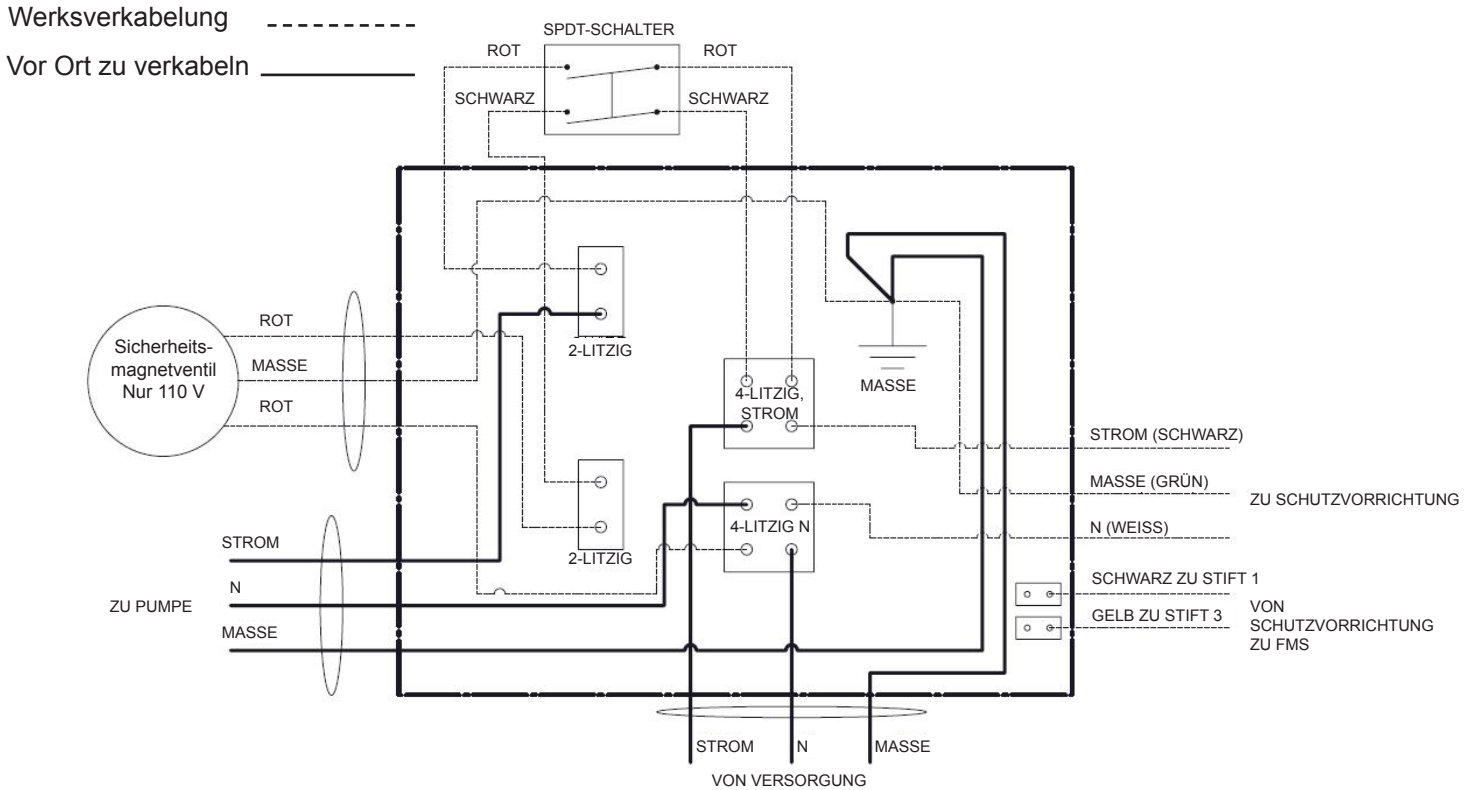 Werksverkabelung
Vor Ort zu verkabeln
SPDT-SCHALTER
ROT
ROT
SCHWARZ
SCHWARZ
Sicherheits-
magnetventil
Nur 110 V
ROT
MASSE
ROT
2-LITZIG
2-LITZIG
4-LITZIG,
STROM
4-LITZIG N
MASSE
STROM (SCHWARZ)
MASSE (GRÜN)
N (WEISS)
ZU SCHUTZVORRICHTUNG
SCHWARZ ZU STIFT 1
GELB ZU STIFT 3
VON
SCHUTZVORRICHTUNG
ZU FMS
ZU PUMPE
STROM
N
MASSE
STROM
N
MASSE
VON VERSORGUNG